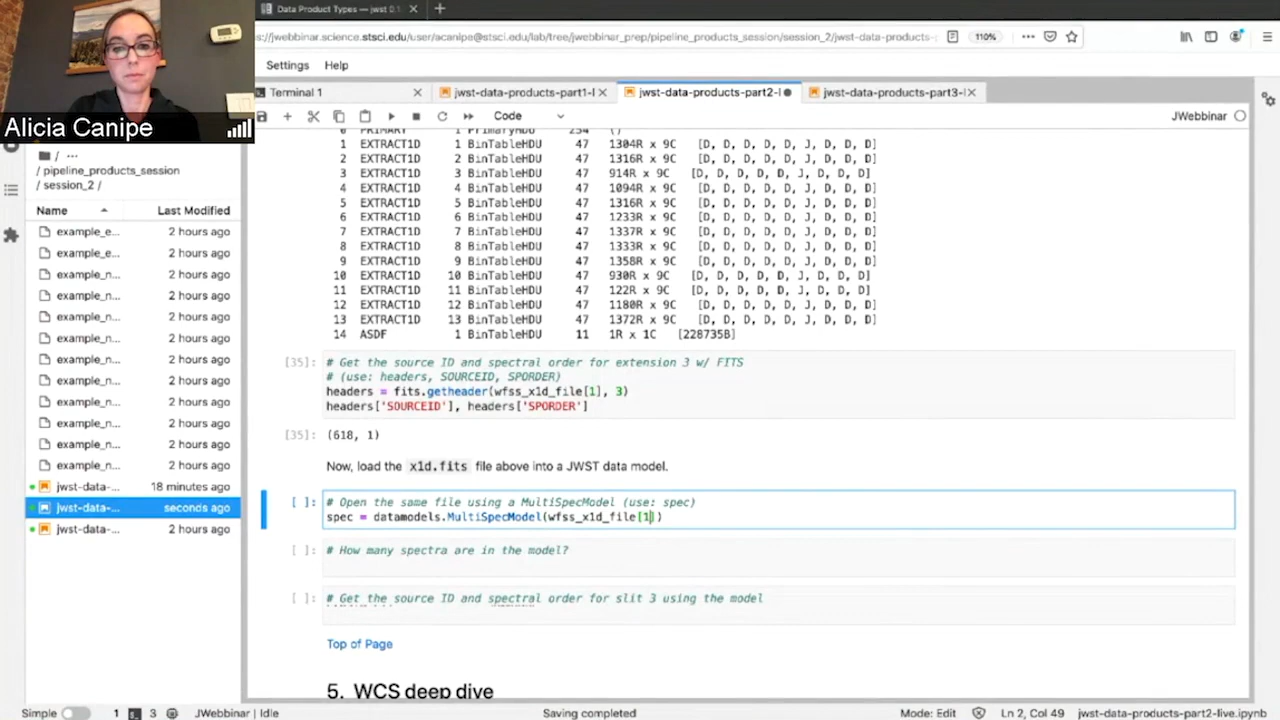 Data Product Types — jwst 0.1
s://jwebbinar.science.stsci.edu/user/acanipe@stsci.edu/lab/tree/jwebbinar_prep/pipeline_products_session/session_2/jwst-data-products-
110%
Settings Help
Alicia Canipe
Terminal 1
jwst-data-products-part1-l
jwst-data-products-part2-l
jwst-data-products-part3-l
Code
JWebbinar
/ ...
/ pipeline_products_session
/ session_2 /
Name Last Modified
example_e... 2 hours ago
example_e... 2 hours ago
example_n... 2 hours ago
example_n... 2 hours ago
example_n... 2 hours ago
example_n... 2 hours ago
example_n... 2 hours ago
example_n... 2 hours ago
example_n... 2 hours ago
example_n... 2 hours ago
example_n... 2 hours ago
example_n... 2 hours ago
jwst-data-... 18 minutes ago
jwst-data-... seconds ago
jwst-data-... 2 hours ago
0 PRIMARY 1 PrimaryHDU 254 ()
1 EXTRACT1D 1 BinTableHDU 47 1304R x 9C [D, D, D, D, D, J, D, D, D]
2 EXTRACT1D 2 BinTableHDU 47 1316R x 9C [D, D, D, D, D, J, D, D, D]
3 EXTRACT1D 3 BinTableHDU 47 914R x 9C [D, D, D, D, D, J, D, D, D]
4 EXTRACT1D 4 BinTableHDU 47 1094R x 9C [D, D, D, D, D, J, D, D, D]
5 EXTRACT1D 5 BinTableHDU 47 1316R x 9C [D, D, D, D, D, J, D, D, D]
6 EXTRACT1D 6 BinTableHDU 47 1233R x 9C [D, D, D, D, D, J, D, D, D]
7 EXTRACT1D 7 BinTableHDU 47 1337R x 9C [D, D, D, D, D, J, D, D, D]
8 EXTRACT1D 8 BinTableHDU 47 1333R x 9C [D, D, D, D, D, J, D, D, D]
9 EXTRACT1D 9 BinTableHDU 47 1358R x 9C [D, D, D, D, D, J, D, D, D]
10 EXTRACT1D 10 BinTableHDU 47 930R x 9C [D, D, D, D, D, J, D, D, D]
11 EXTRACT1D 11 BinTableHDU 47 122R x 9C [D, D, D, D, D, J, D, D, D]
12 EXTRACT1D 12 BinTableHDU 47 1180R x 9C [D, D, D, D, D, J, D, D, D]
13 EXTRACT1D 13 BinTableHDU 47 1372R x 9C [D, D, D, D, D, J, D, D, D]
14 ASDF 1 BinTableHDU 11 1R x 1C [228735B]
[35]: # Get the source ID and spectral order for extension 3 w/ FITS
# (use: headers, SOURCEID, SPORDER)
headers = fits.getheader(wfss_x1d_file[1], 3)
headers['SOURCEID'], headers['SPORDER']
[35]: (618, 1)
Now, load the x1d.fits file above into a JWST data model.
[ ]: # Open the same file using a MultiSpecModel (use: spec)
spec = datamodels.MultiSpecModel(wfss_x1d_file[1])
[ ]: # How many spectra are in the model?
[ ]: # Get the source ID and spectral order for slit 3 using the model
Top of Page
5. WCS deep dive
Simple 1 3 JWebbinar | Idle Saving completed Mode: Edit Ln 2, Col 49 jwst-data-products-part2-live.ipynb